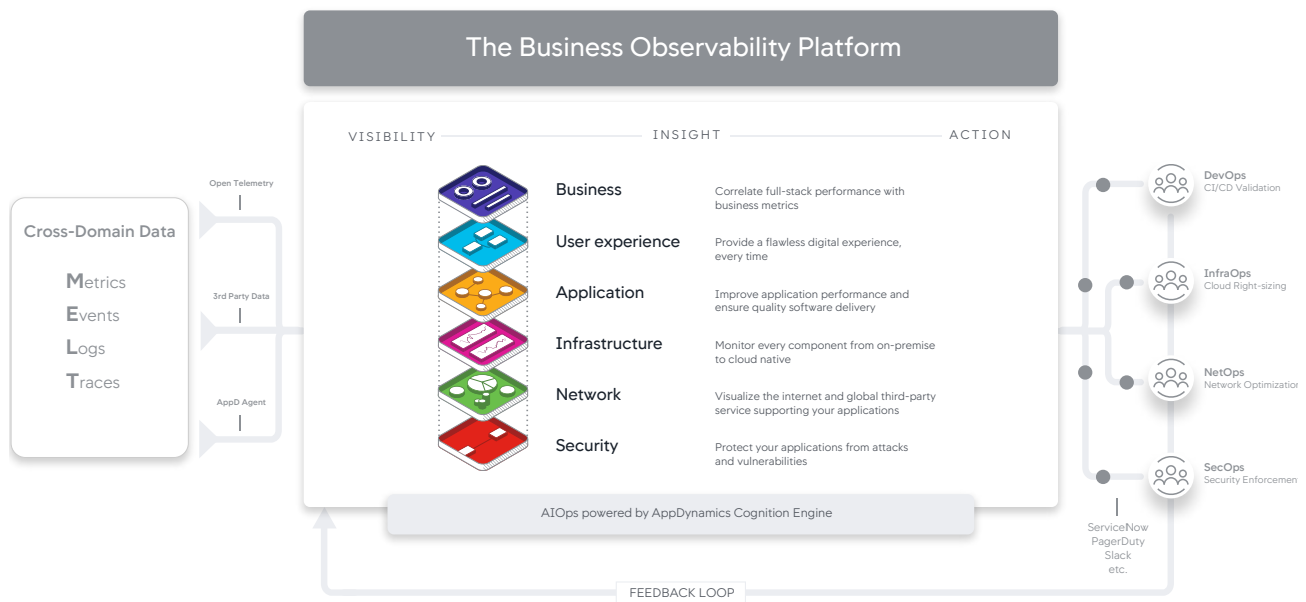 The Business Observability Platform
VISIBILITY
INSIGHT
ACTION
Open Telemetry
3rd Party Data
AppD Agent
Cross-Domain Data
Metrics
Events
Logs
Traces
Business
Correlate full-stack performance with
business metrics
User experience
Provide a flawless digital experience,
every time
Application
Improve application performance and
ensure quality software delivery
Infrastructure
Monitor every component from on-premise
to cloud native
Network
Visualize the internet and global third-party
service supporting your applications
Security
Protect your applications from attacks
and vulnerabilities
AIOps powered by AppDynamics Cognition Engine
DevOps
CI/CD Validation
InfraOps
Cloud Right-sizing
NetOps
Network Optimization
SecOps
Security Enforcemen
ServiceNow
PagerDuty
Slack
etc.
FEEDBACK LOOP